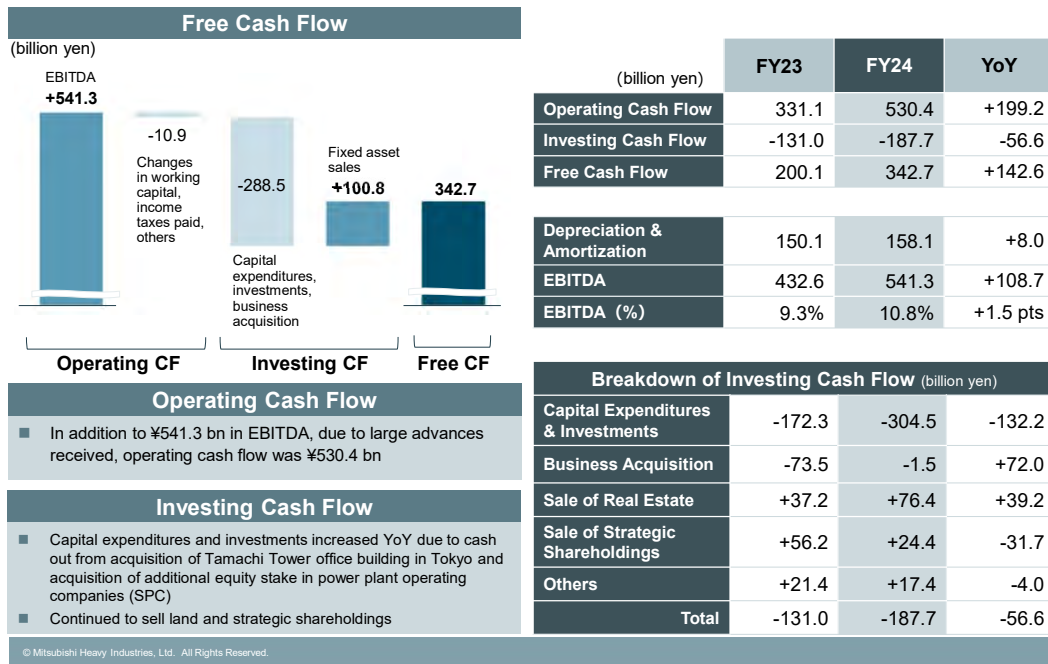 Free Cash Flow
(billion yen)
EBITDA
+541.3
-10.9
Changes
in working
capital,
income
taxes paid,
others
-288.5
Capital
expenditures,
investments,
business
acquisition
Fixed asset
sales
+100.8
342.7
Operating CF
Investing CF
Free CF
Operating Cash Flow
■ In addition to ¥541.3 bn in EBITDA, due to large advances
received, operating cash flow was ¥530.4 bn
Investing Cash Flow
■ Capital expenditures and investments increased YoY due to cash
out from acquisition of Tamachi Tower office building in Tokyo and
acquisition of additional equity stake in power plant operating
companies (SPC)
■ Continued to sell land and strategic shareholdings
(billion yen) FY23 FY24 YoY
Operating Cash Flow 331.1 530.4 +199.2
Investing Cash Flow -131.0 -187.7 -56.6
Free Cash Flow 200.1 342.7 +142.6
Depreciation &
Amortization 150.1 158.1 +8.0
EBITDA 432.6 541.3 +108.7
EBITDA（%） 9.3% 10.8% +1.5 pts
Breakdown of Investing Cash Flow (billion yen)
Capital Expenditures
& Investments -172.3 -304.5 -132.2
Business Acquisition -73.5 -1.5 +72.0
Sale of Real Estate +37.2 +76.4 +39.2
Sale of Strategic
Shareholdings +56.2 +24.4 -31.7
Others +21.4 +17.4 -4.0
Total -131.0 -187.7 -56.6
© Mitsubishi Heavy Industries, Ltd. All Rights Reserved.